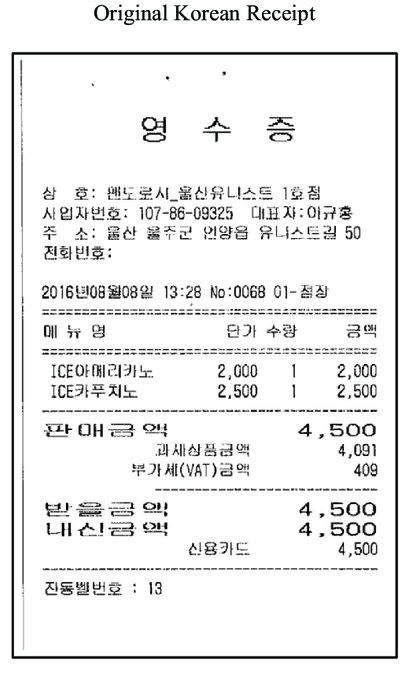 Original Korean Receipt
영 수 증
상 호: 멘도로시_울산유니스트 1호점
사업자번호: 107-86-09325 대표자:이규홍
주 소: 울산 울주군 언양읍 유니스트길 50
전화번호:
2016년08월08일 13:28 No:0068 01-점장
메 뉴 명 단가 수량 금액
ICE아메리카노 2,000 1 2,000
ICE카푸치노 2,500 1 2,500
판매금액 4,500
과세상품금액 4,091
부가세(VAT)금액 409
받을금액 4,500
내신금액 4,500
신용카드 4,500
진동벨번호 : 13